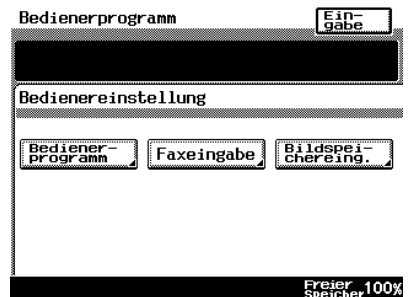 Bedienerprogramm
Ein-
gabe
Bedienereinstellung
Bediener-
programm
Faxeingabe
Bildspei-
chereing.
Freier
Speicher 100%